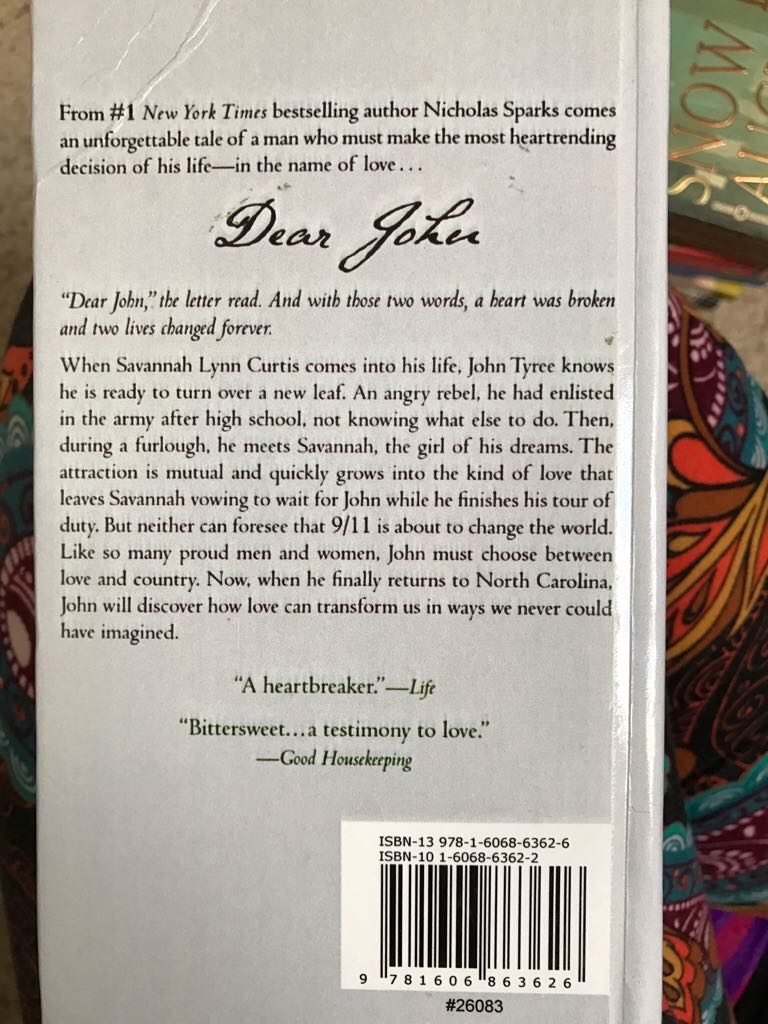 From #1 New York Times bestselling author Nicholas Sparks comes
an unforgettable tale of a man who must make the most heartrending
decision of his life—in the name of love...
Dear John
"Dear John," the letter read. And with those two words, a heart was broken
and two lives changed forever.
When Savannah Lynn Curtis comes into his life, John Tyree knows
he is ready to turn over a new leaf. An angry rebel, he had enlisted
in the army after high school, not knowing what else to do. Then,
during a furlough, he meets Savannah, the girl of his dreams. The
attraction is mutual and quickly grows into the kind of love that
leaves Savannah vowing to wait for John while he finishes his tour of
duty. But neither can foresee that 9/11 is about to change the world.
Like so many proud men and women, John must choose between
love and country. Now, when he finally returns to North Carolina,
John will discover how love can transform us in ways we never could
have imagined.
"A heartbreaker."—Life
"Bittersweet...a testimony to love."
—Good Housekeeping
ISBN-13 978-1-6068-6362-6
ISBN-10 1-6068-6362-2
9 781606 863626
#26083
SNOW